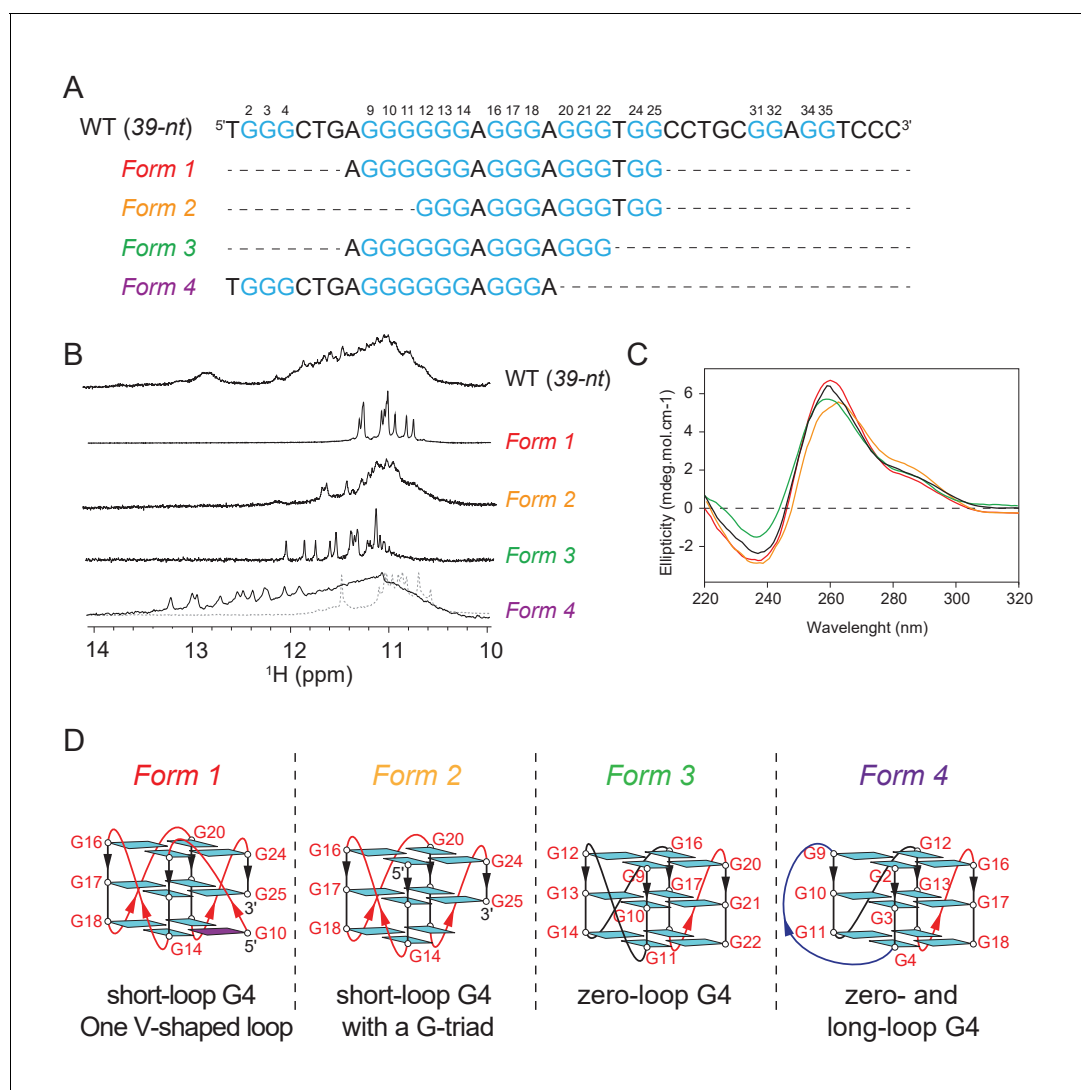 A
2 3 4 9 10 11 12 13 14 16 17 18 20 21 22 24 25 31 32 34 35
WT (39-nt) 5'TGGGCTGAGGGGGGAGGGAGGGTGGCCTGCGGAGGTCCC3'
Form 1 AGGGGGGAGGGAGGGTGG
Form 2 GGGAGGGAGGGTGG
Form 3 AGGGGGGAGGGAGGG
Form 4 TGGGCTGAGGGGGGAGGGA
B
WT (39-nt)
Form 1
Form 2
Form 3
Form 4
14 13 12 11 10
1H (ppm)
C
6
4
2
0
-2
Ellipticity (mdeg.mol.cm-1)
220 240 260 280 300 320
Wavelenght (nm)
D
Form 1
G16 G20
G24
G17 G25
3'
G18 G10
G14 5'
short-loop G4
One V-shaped loop
Form 2
G16 G20
5' G24
G17 G25
3'
G18
G14
short-loop G4
with a G-triad
Form 3
G12 G16
G9 G20
G13 G17
G10 G21
G14
G11 G22
zero-loop G4
Form 4
G9 G12
G2 G16
G10 G13
G3 G17
G11
G4 G18
zero- and
long-loop G4